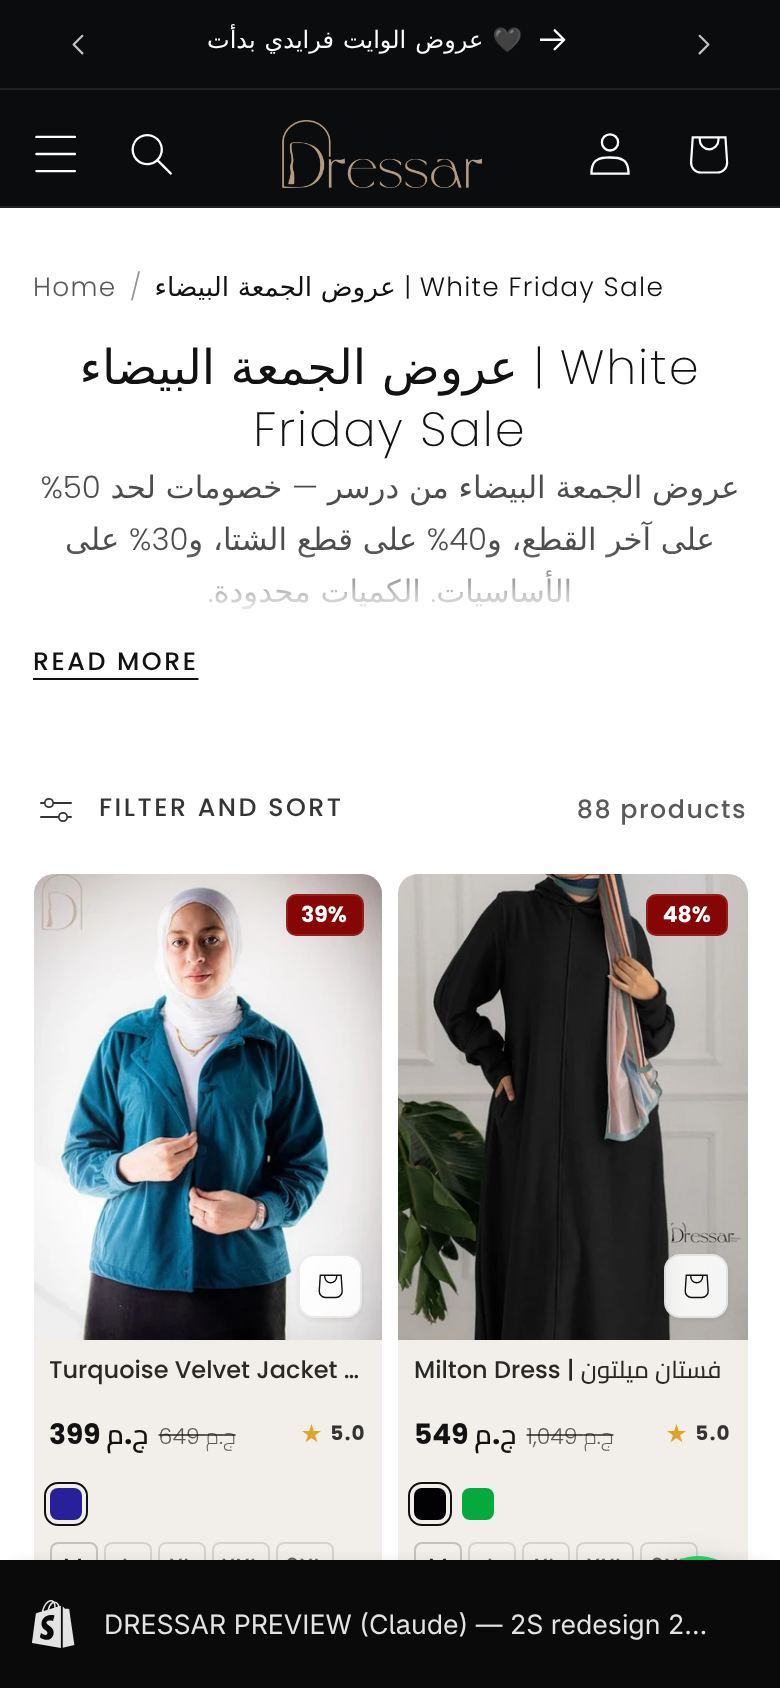 عروض الوايت فرايدي بدأت 🖤 →
Dressar
Home / عروض الجمعة البيضاء | White Friday Sale
عروض الجمعة البيضاء | White
Friday Sale
عروض الجمعة البيضاء من درسر — خصومات لحد 50%
على آخر القطع، و40% على قطع الشتا، و30% على
الأساسيات. الكميات محدودة.
READ MORE
FILTER AND SORT
88 products
39%
48%
Dressar
Turquoise Velvet Jacket ...
Milton Dress | فستان ميلتون
399 ج.م 649 ج.م ★ 5.0
549 ج.م 1,049 ج.م ★ 5.0
DRESSAR PREVIEW (Claude) — 2S redesign 2...